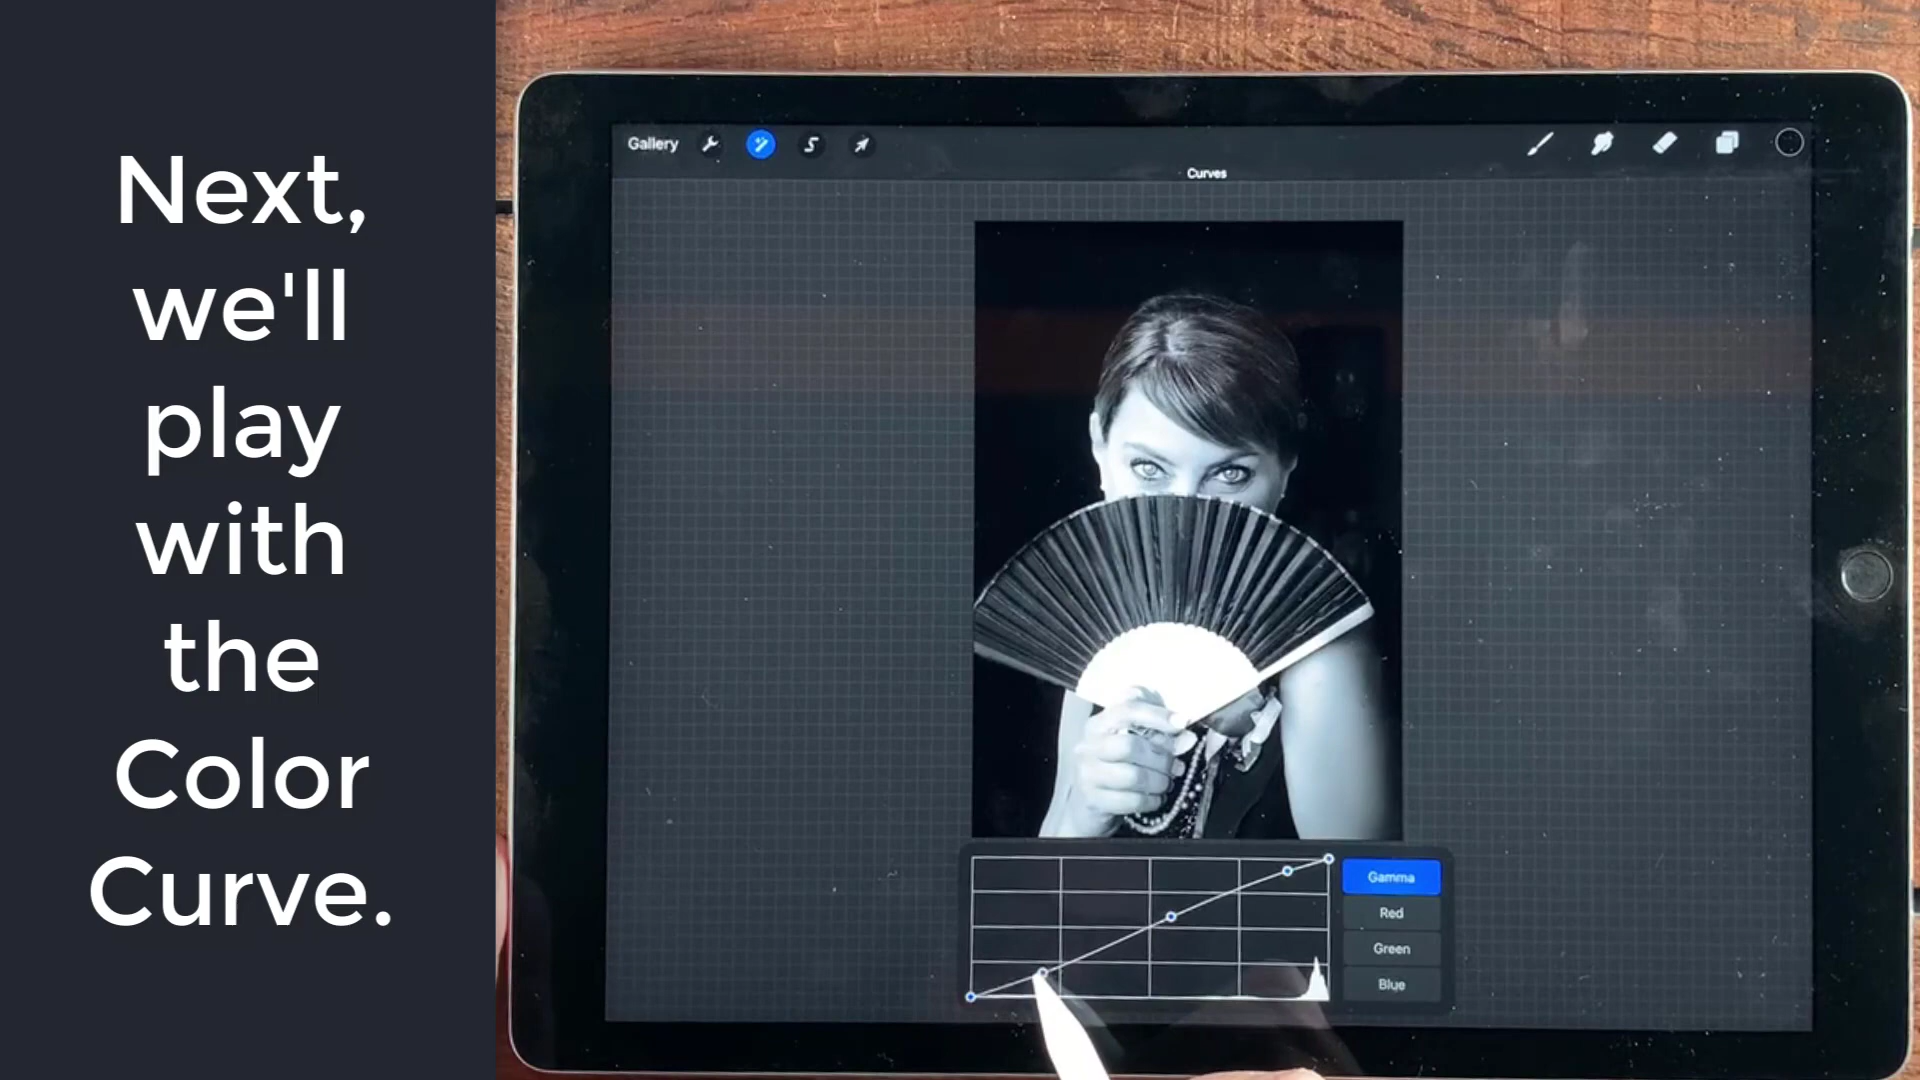 Next,
we'll
play
with
the
Color
Curve.
Gallery
Curves
Gamma
Red
Green
Blue